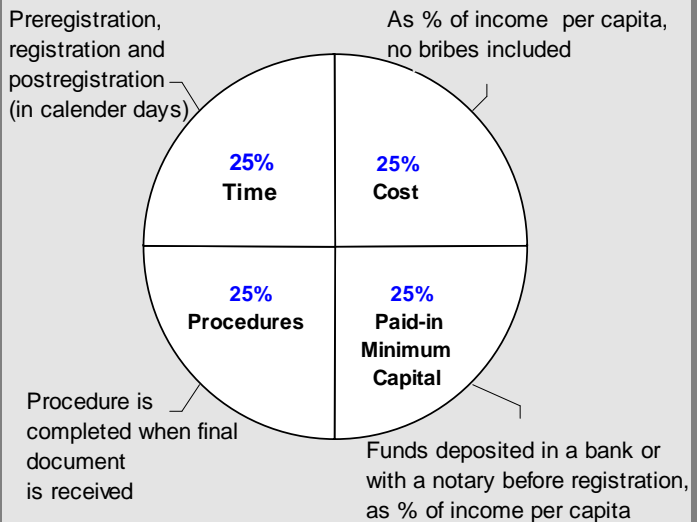 Preregistration,
registration and
postregistration
(in calender days)
As % of income per capita,
no bribes included
25%
Time
25%
Cost
25%
Procedures
25%
Paid-in
Minimum
Capital
Procedure is
completed when final
document
is received
Funds deposited in a bank or
with a notary before registration,
as % of income per capita